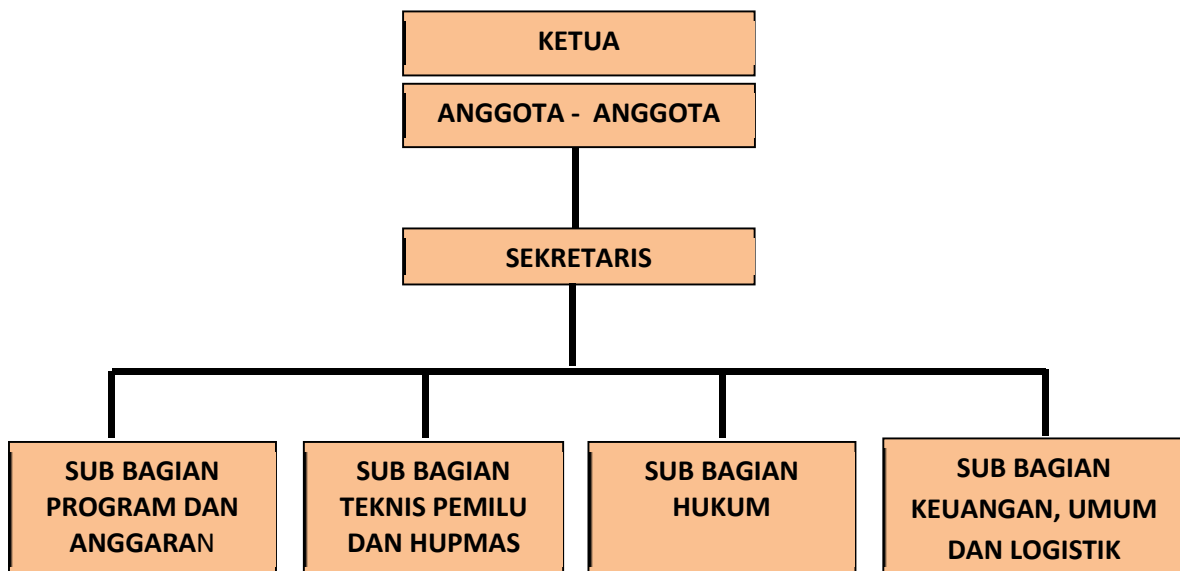 KETUA
ANGGOTA - ANGGOTA
SEKRETARIS
SUB BAGIAN
PROGRAM DAN
ANGGARAN
SUB BAGIAN
TEKNIS PEMILU
DAN HUPMAS
SUB BAGIAN
HUKUM
SUB BAGIAN
KEUANGAN, UMUM
DAN LOGISTIK